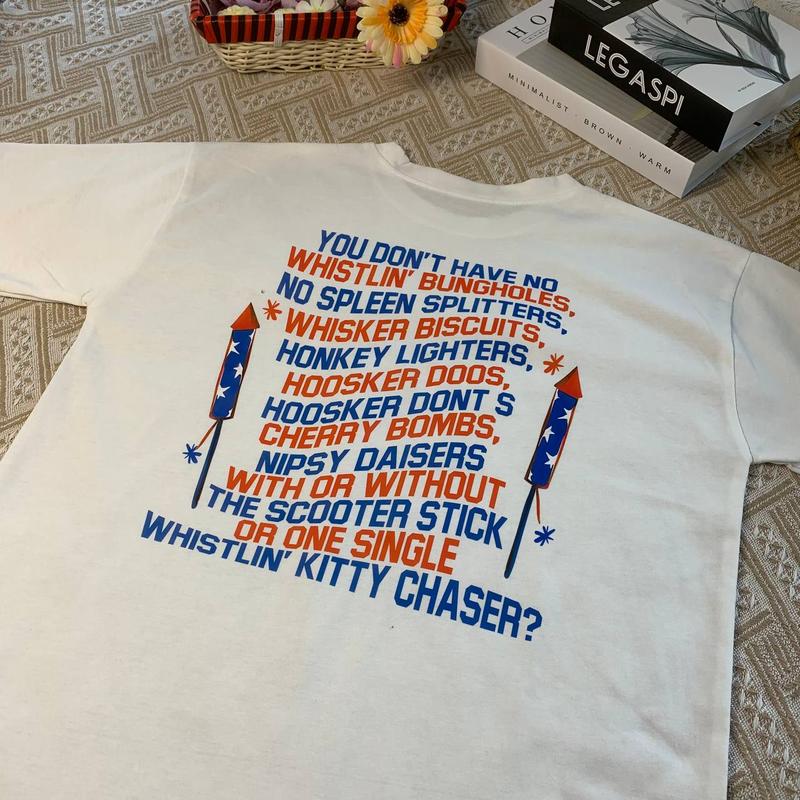 HO
LEGASPI
MINIMALIST · BROWN · WARM
YOU DON'T HAVE NO
WHISTLIN' BUNGHOLES,
NO SPLEEN SPLITTERS,
WHISKER BISCUITS,
HONKEY LIGHTERS,
HOOSKER DOOS,
HOOSKER DONT S
CHERRY BOMBS,
NIPSY DAISERS
WITH OR WITHOUT
THE SCOOTER STICK
OR ONE SINGLE
WHISTLIN' KITTY CHASER?